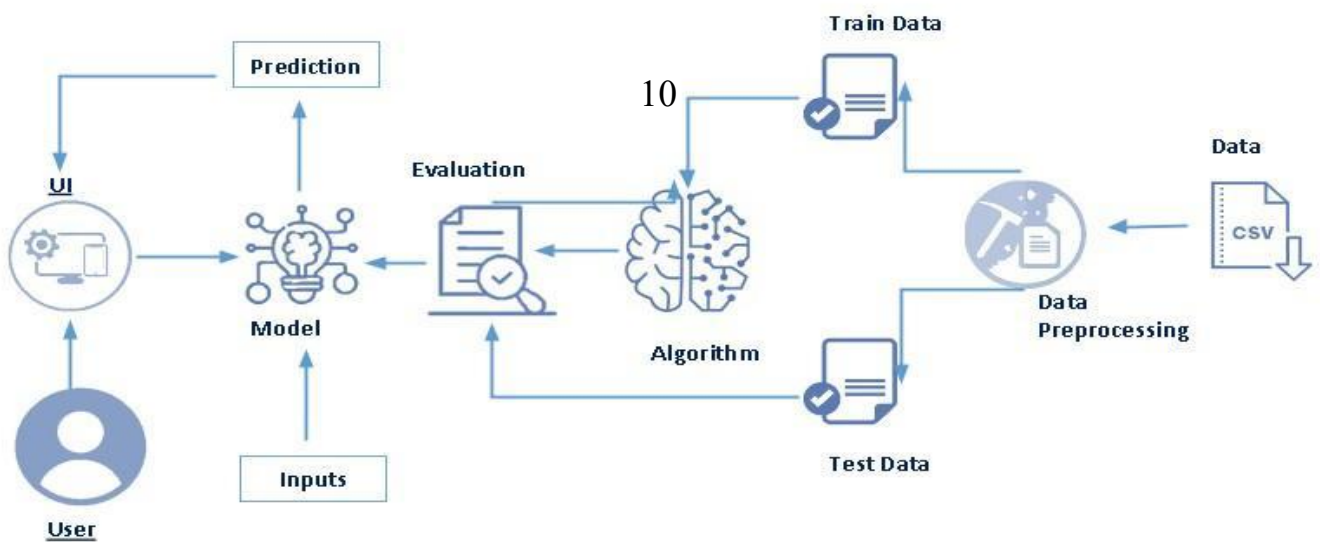 Train Data
Prediction
10
Data
Evaluation
UI
CSV
Model
Data
Preprocessing
Algorithm
Inputs
Test Data
User